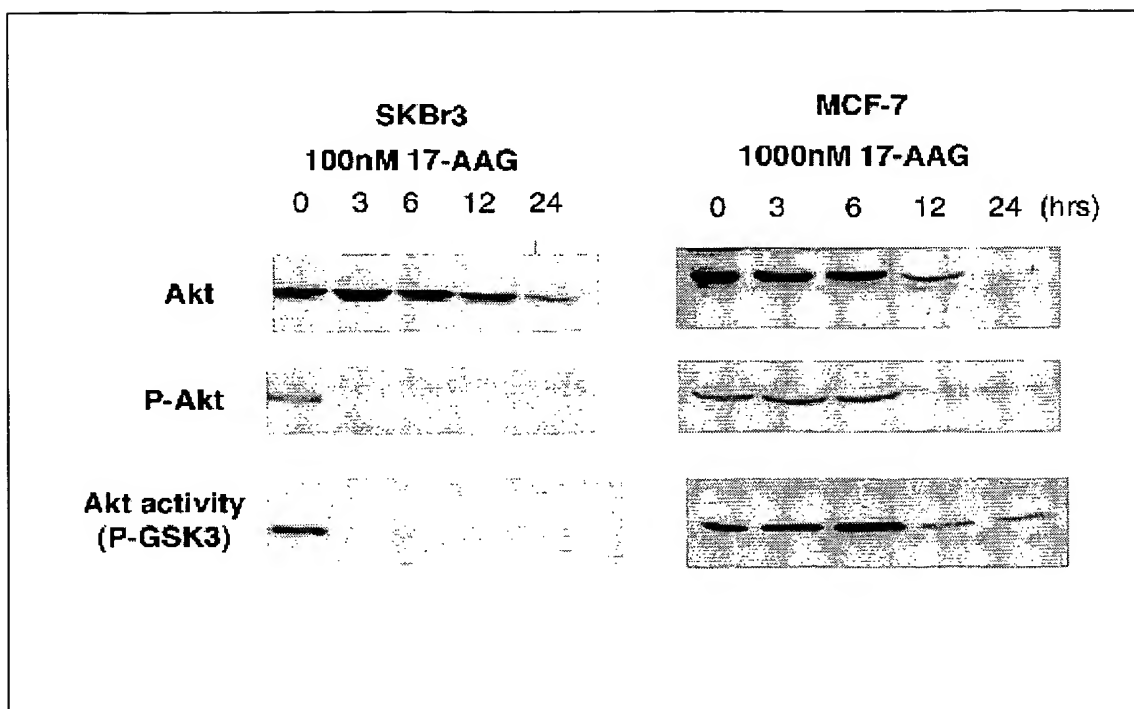 SKBr3
100nM 17-AAG
0 3 6 12 24
MCF-7
1000nM 17-AAG
0 3 6 12 24 (hrs)
Akt
P-Akt
Akt activity
(P-GSK3)